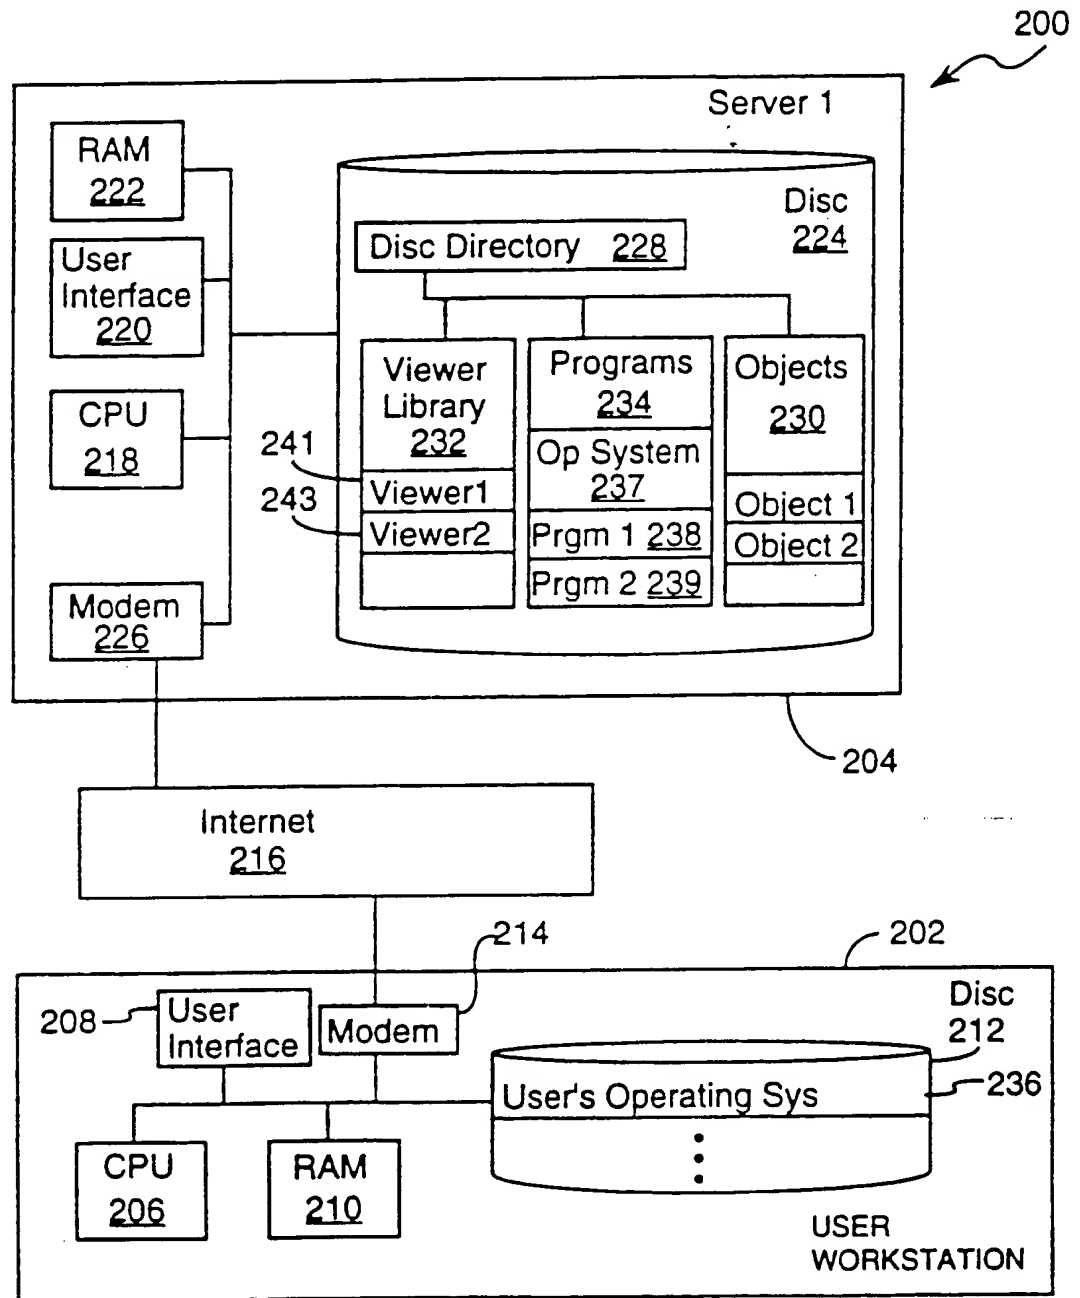 200
Server 1
RAM
222
User
Interface
220
CPU
218
Modem
226
Disc
224
Disc Directory 228
Viewer
Library
232
Viewer1
Viewer2
241
243
Programs
234
Op System
237
Prgm 1 238
Prgm 2 239
Objects
230
Object 1
Object 2
204
Internet
216
214
202
208
User
Interface
Modem
Disc
212
User's Operating Sys
236
CPU
206
RAM
210
USER
WORKSTATION